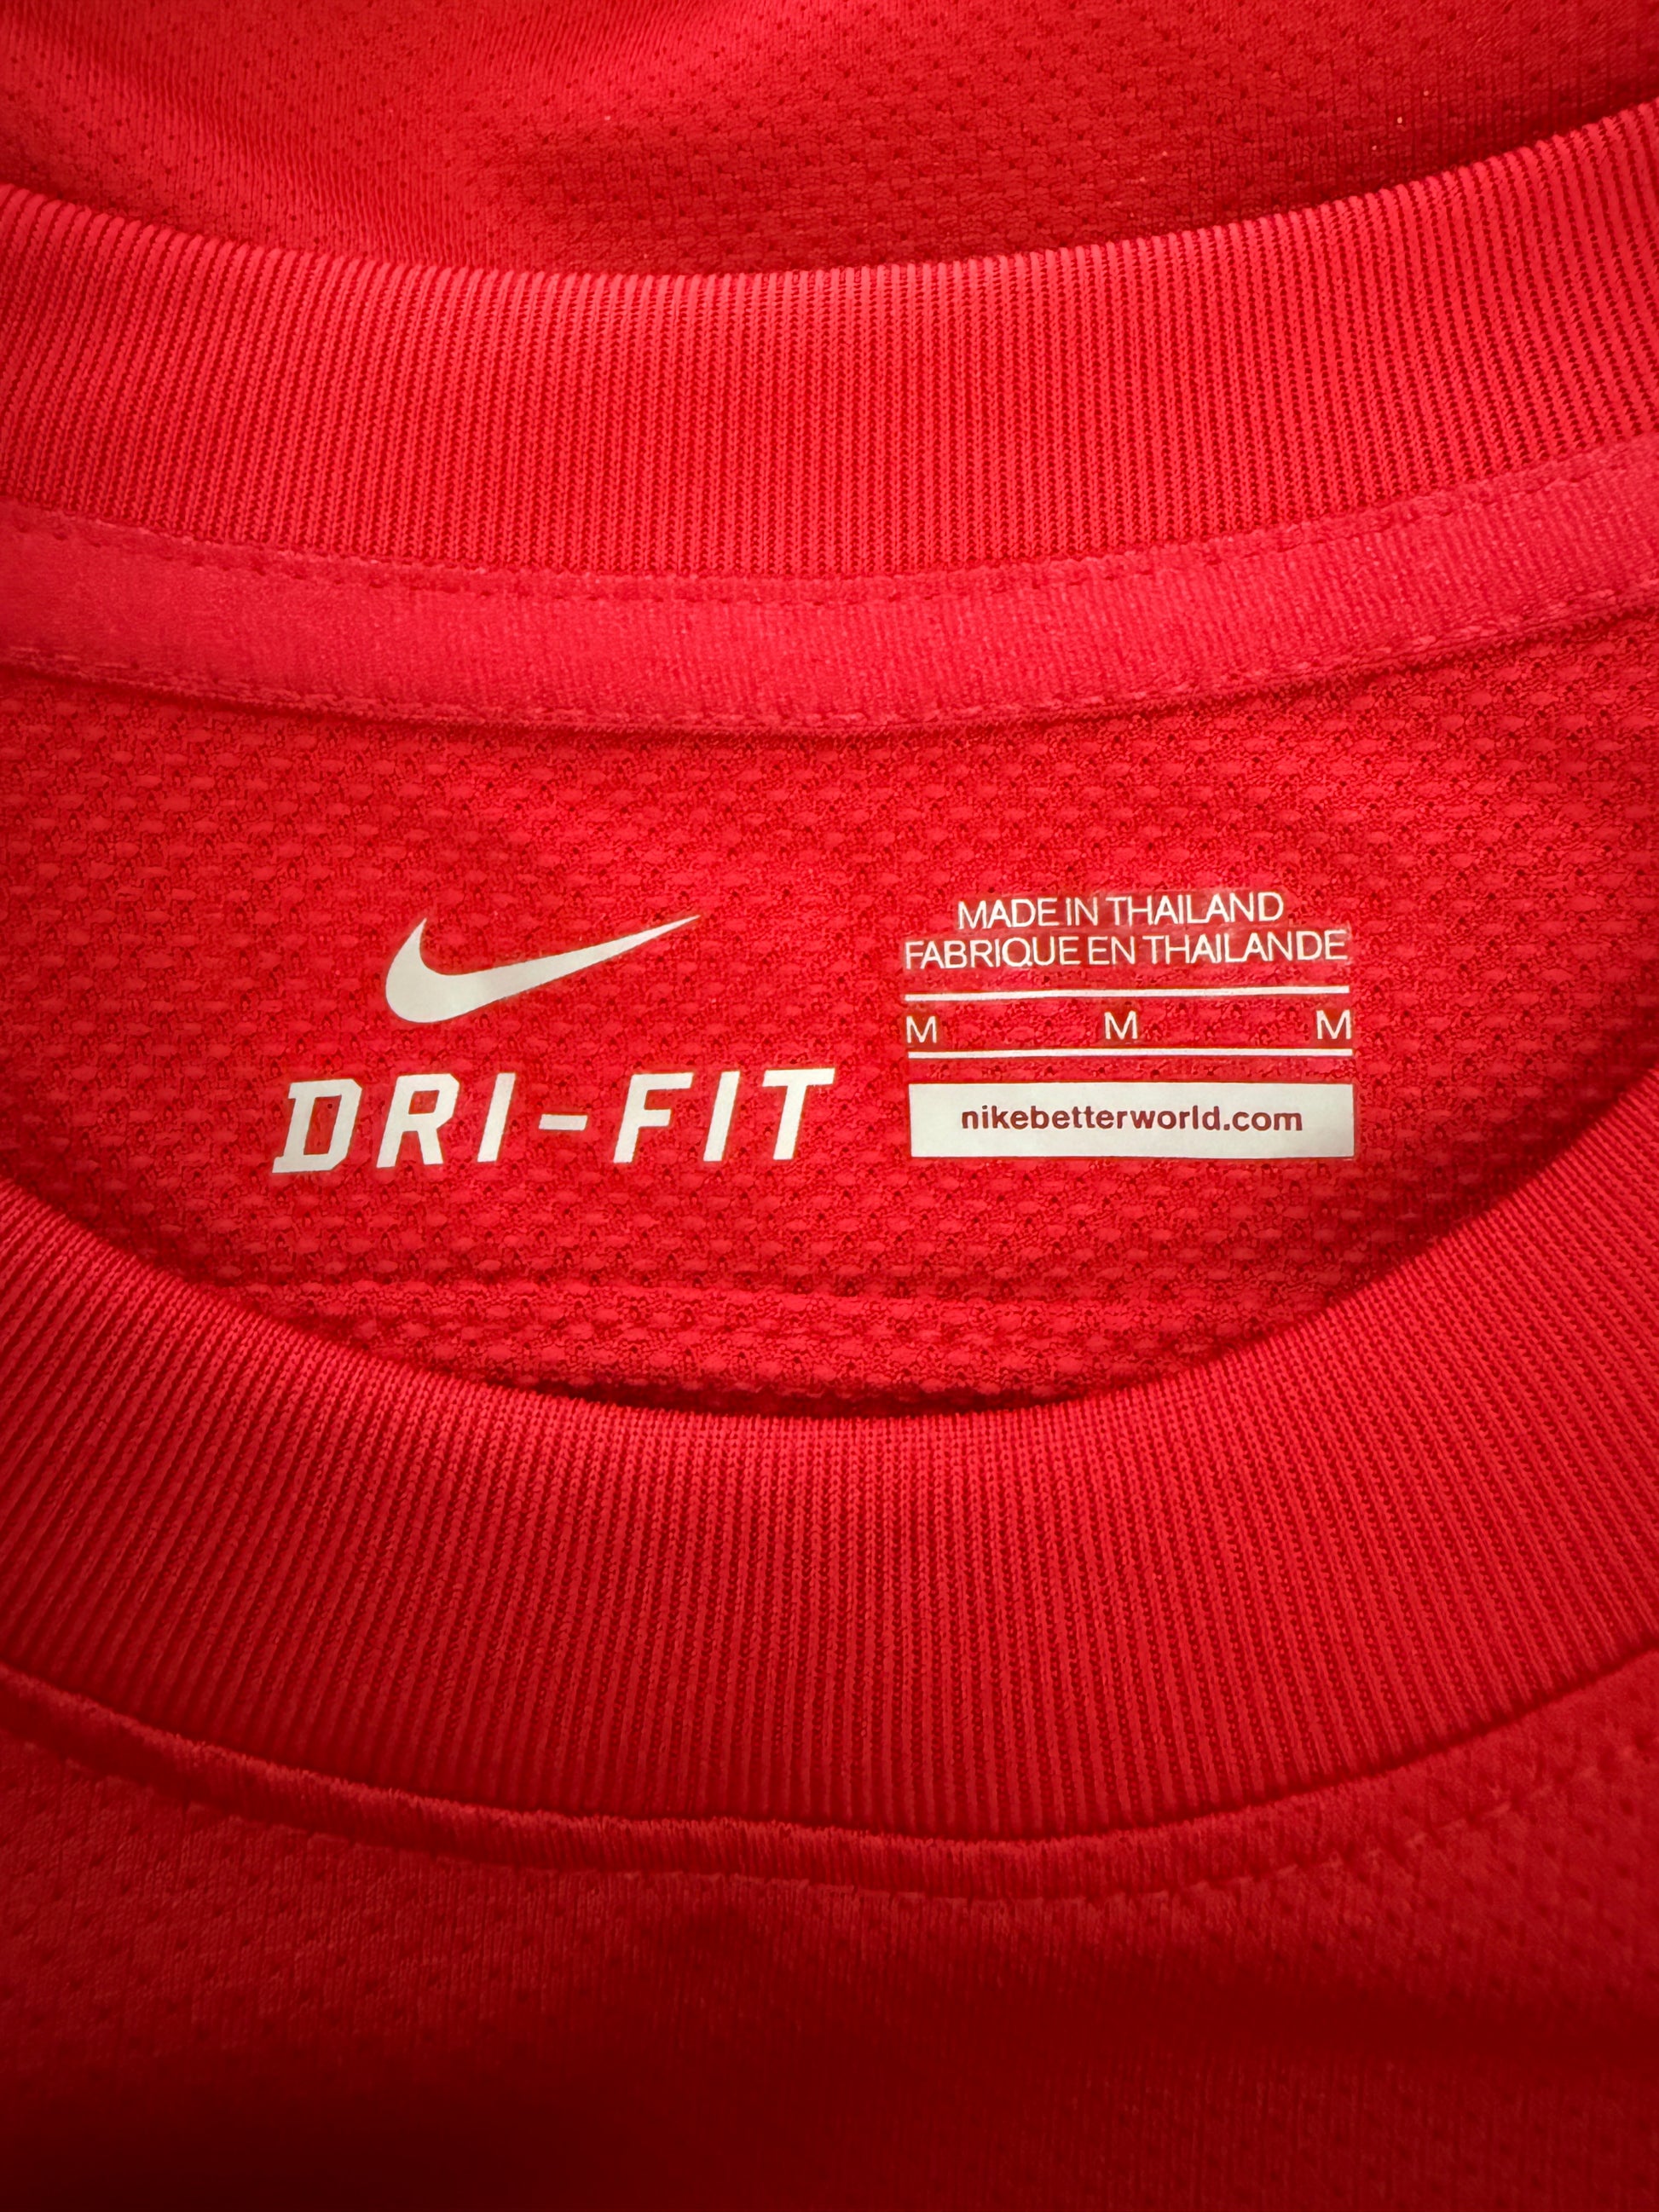 DRI-FIT
MADE IN THAILAND
FABRIQUE EN THAILANDE
M M M
nikebetterworld.com